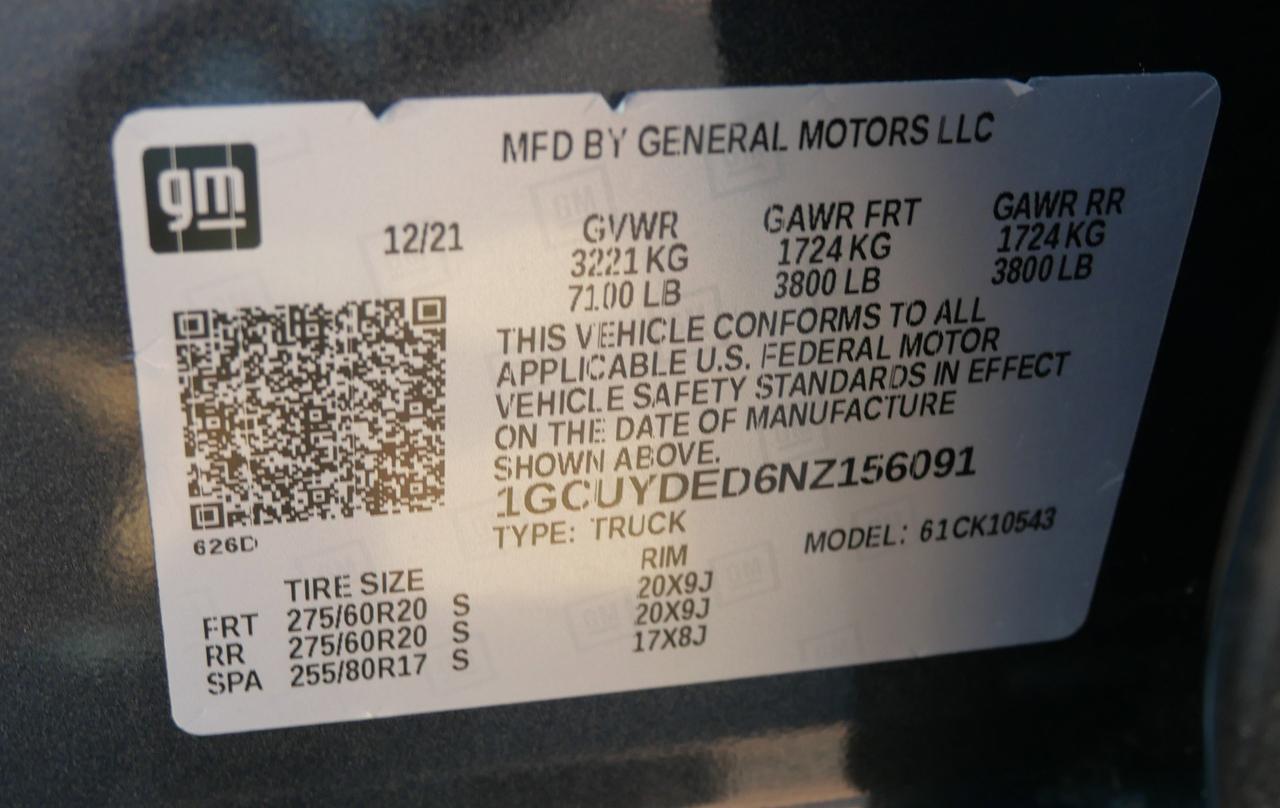 gm
MFD BY GENERAL MOTORS LLC
12/21
GVWR GAWR FRT GAWR RR
3221 KG 1724 KG 1724 KG
7100 LB 3800 LB 3800 LB
THIS VEHICLE CONFORMS TO ALL
APPLICABLE U.S. FEDERAL MOTOR
VEHICLE SAFETY STANDARDS IN EFFECT
ON THE DATE OF MANUFACTURE
SHOWN ABOVE.
1GCUYDED6NZ156091
TYPE: TRUCK MODEL: 61CK10543
626D
TIRE SIZE RIM
FRT 275/60R20 S 20X9J
RR 275/60R20 S 20X9J
SPA 255/80R17 S 17X8J